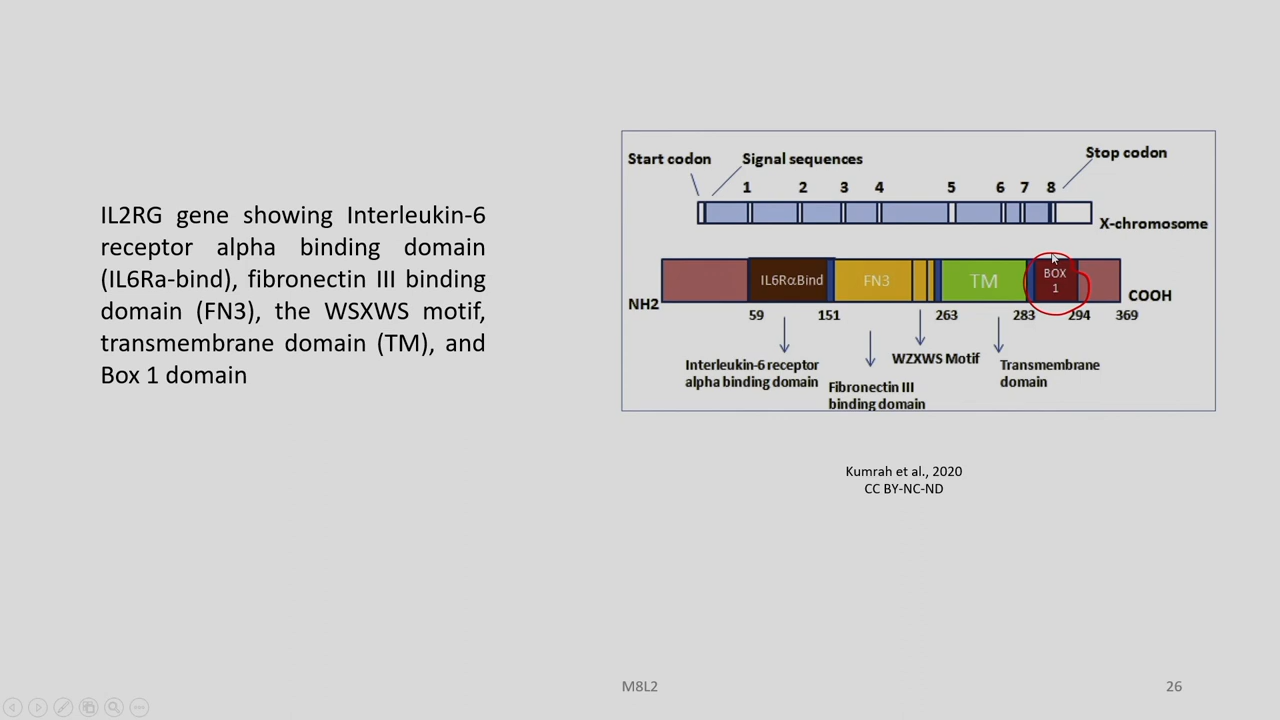 IL2RG gene showing Interleukin-6
receptor alpha binding domain
(IL6Ra-bind), fibronectin III binding
domain (FN3), the WSXWS motif,
transmembrane domain (TM), and
Box 1 domain
Start codon
Signal sequences
Stop codon
1 2 3 4 5 6 7 8
X-chromosome
IL6RαBind
FN3
TM
BOX
1
NH2
COOH
59 151 263 283 294 369
Interleukin-6 receptor
alpha binding domain
Fibronectin III
binding domain
WZXWS Motif
Transmembrane
domain
Kumrah et al., 2020
CC BY-NC-ND
M8L2
26